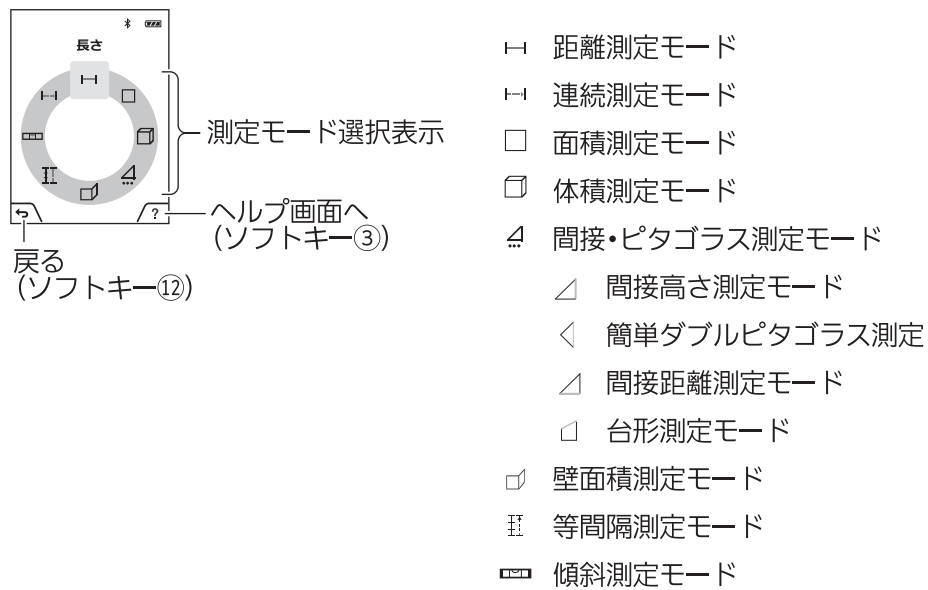 長さ
?
測定モード選択表示
ヘルプ画面へ
(ソフトキー③)
戻る
(ソフトキー⑫)
距離測定モード
連続測定モード
面積測定モード
体積測定モード
間接・ピタゴラス測定モード
間接高さ測定モード
簡単ダブルピタゴラス測定
間接距離測定モード
台形測定モード
壁面積測定モード
等間隔測定モード
傾斜測定モード